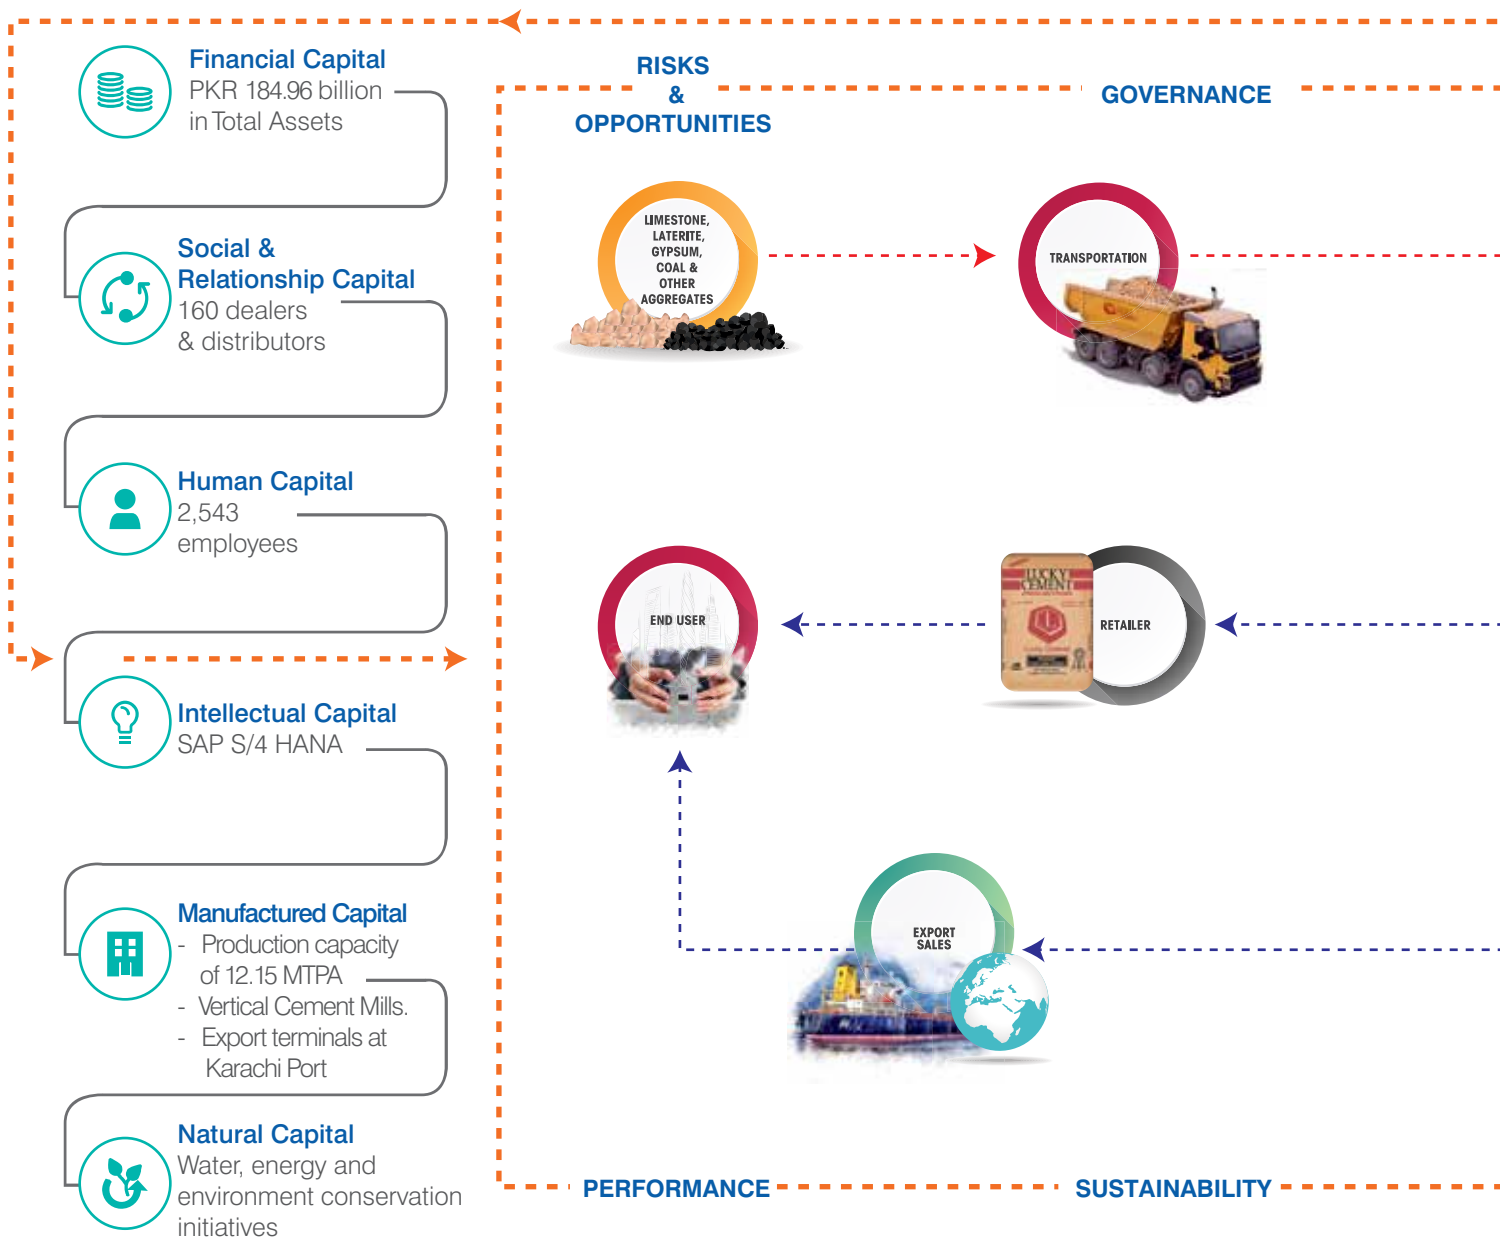 Financial Capital
PKR 184.96 billion
in Total Assets
Social &
Relationship Capital
160 dealers
& distributors
Human Capital
2,543
employees
Intellectual Capital
SAP S/4 HANA
Manufactured Capital
- Production capacity
of 12.15 MTPA
- Vertical Cement Mills.
- Export terminals at
Karachi Port
Natural Capital
Water, energy and
environment conservation
initiatives
RISKS
&
OPPORTUNITIES
GOVERNANCE
LIMESTONE,
LATERITE,
GYPSUM,
COAL &
OTHER
AGGREGATES
TRANSPORTATION
END USER
LUCKY
CEMENT
RETAILER
EXPORT
SALES
PERFORMANCE
SUSTAINABILITY